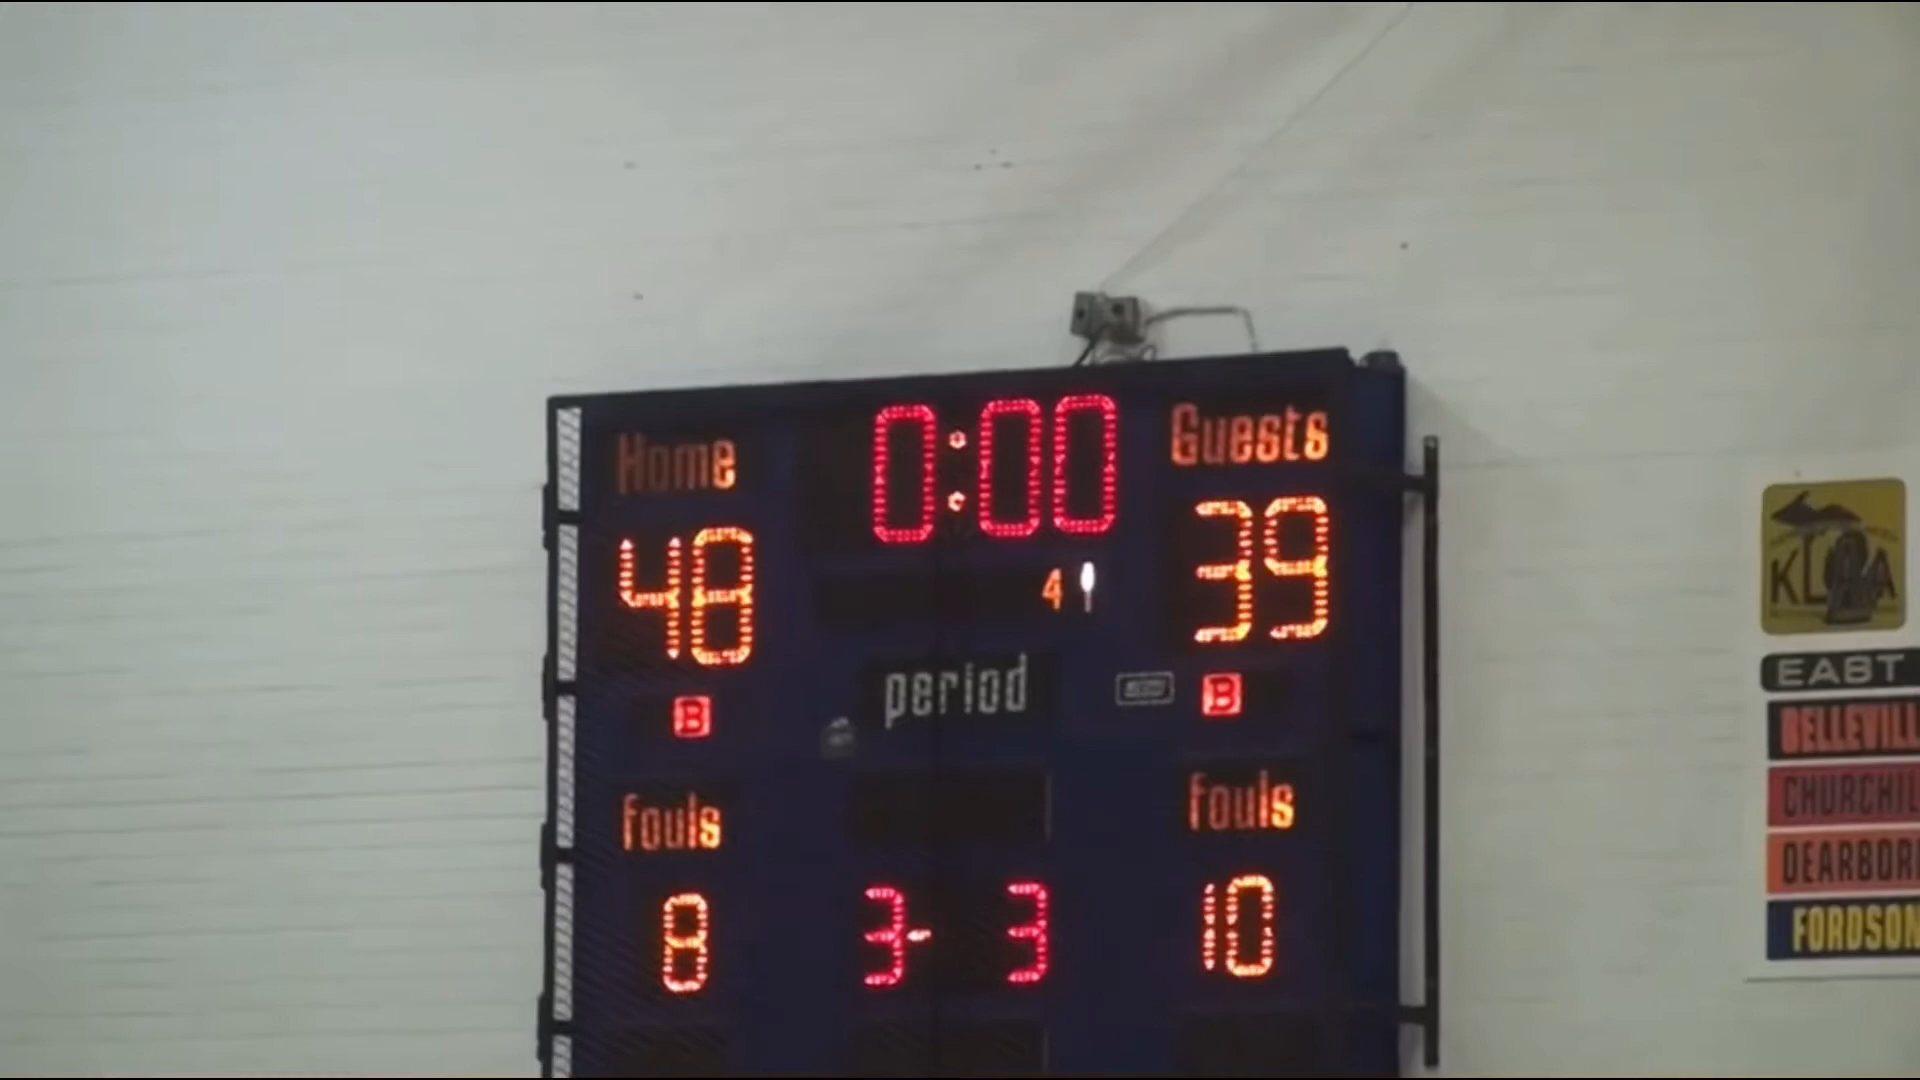 Home 0:00 Guests
48 39
4
period
B B
fouls fouls
8 3- 3 10
KLAA
EAST
BELLEVILL
CHURCHIL
DEARBOR
FORDSON